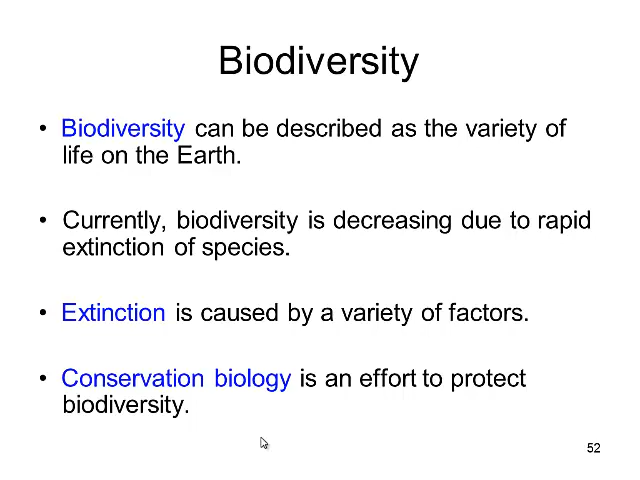 Biodiversity
• Biodiversity can be described as the variety of
life on the Earth.
• Currently, biodiversity is decreasing due to rapid
extinction of species.
• Extinction is caused by a variety of factors.
• Conservation biology is an effort to protect
biodiversity.
52